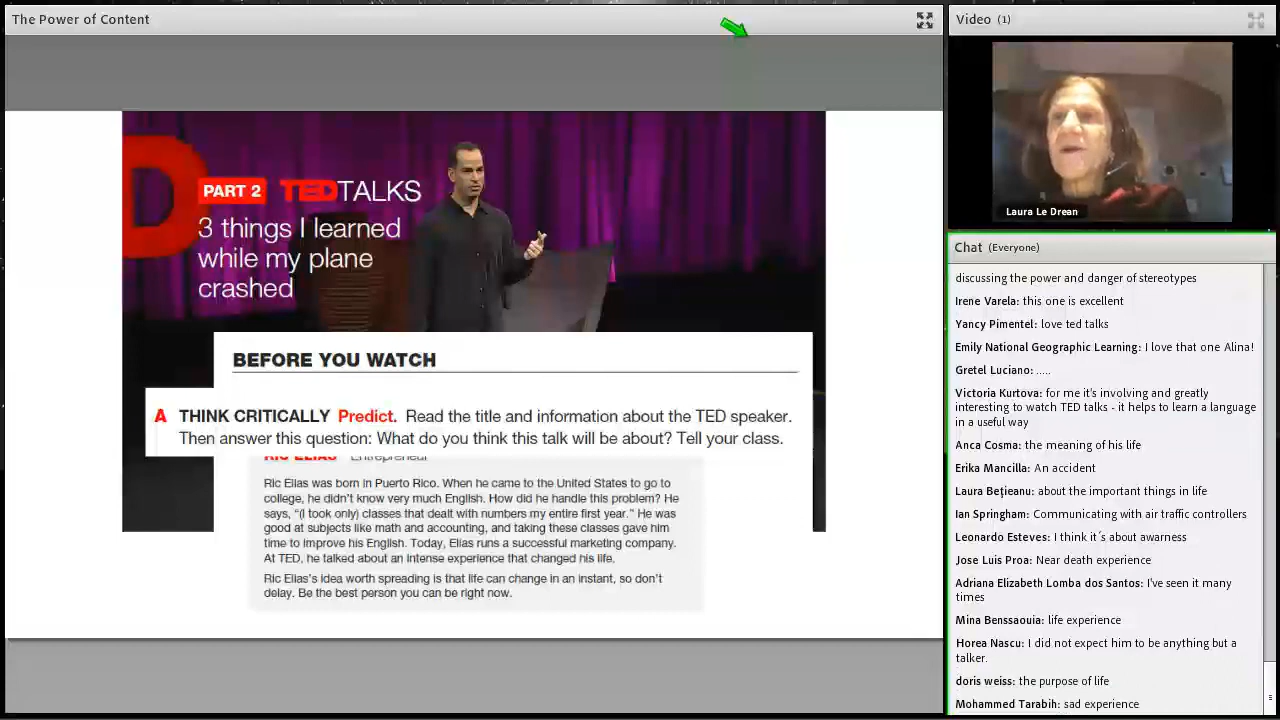 The Power of Content
PART 2 TEDTALKS
3 things I learned
while my plane
crashed
BEFORE YOU WATCH
A THINK CRITICALLY Predict. Read the title and information about the TED speaker.
Then answer this question: What do you think this talk will be about? Tell your class.
RIC ELIAS Entrepreneur
Ric Elias was born in Puerto Rico. When he came to the United States to go to
college, he didn't know very much English. How did he handle this problem? He
says, "(I took only) classes that dealt with numbers my entire first year." He was
good at subjects like math and accounting, and taking these classes gave him
time to improve his English. Today, Elias runs a successful marketing company.
At TED, he talked about an intense experience that changed his life.
Ric Elias's idea worth spreading is that life can change in an instant, so don't
delay. Be the best person you can be right now.
Video (1)
Laura Le Drean
Chat (Everyone)
discussing the power and danger of stereotypes
Irene Varela: this one is excellent
Yancy Pimentel: love ted talks
Emily National Geographic Learning: I love that one Alina!
Gretel Luciano: .....
Victoria Kurtova: for me it's involving and greatly
interesting to watch TED talks - it helps to learn a language
in a useful way
Anca Cosma: the meaning of his life
Erika Mancilla: An accident
Laura Bețieanu: about the important things in life
Ian Springham: Communicating with air traffic controllers
Leonardo Esteves: I think it´s about awarness
Jose Luis Proa: Near death experience
Adriana Elizabeth Lomba dos Santos: I've seen it many
times
Mina Benssaouia: life experience
Horea Nascu: I did not expect him to be anything but a
talker.
doris weiss: the purpose of life
Mohammed Tarabih: sad experience